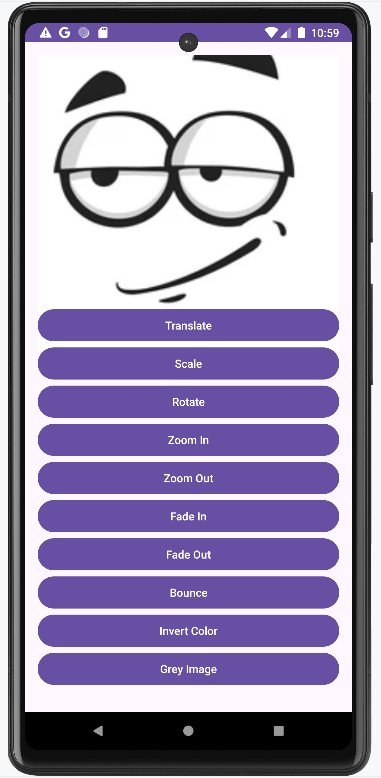 G
10:59
Translate
Scale
Rotate
Zoom In
Zoom Out
Fade In
Fade Out
Bounce
Invert Color
Grey Image